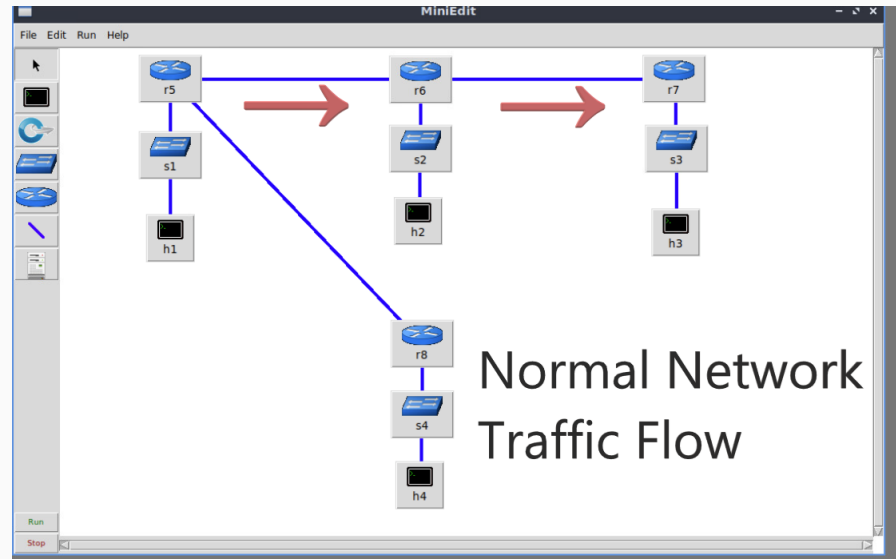 MiniEdit
File Edit Run Help
r5
r6
r7
s1
s2
s3
h1
h2
h3
r8
Normal Network
Traffic Flow
s4
h4
Run
Stop